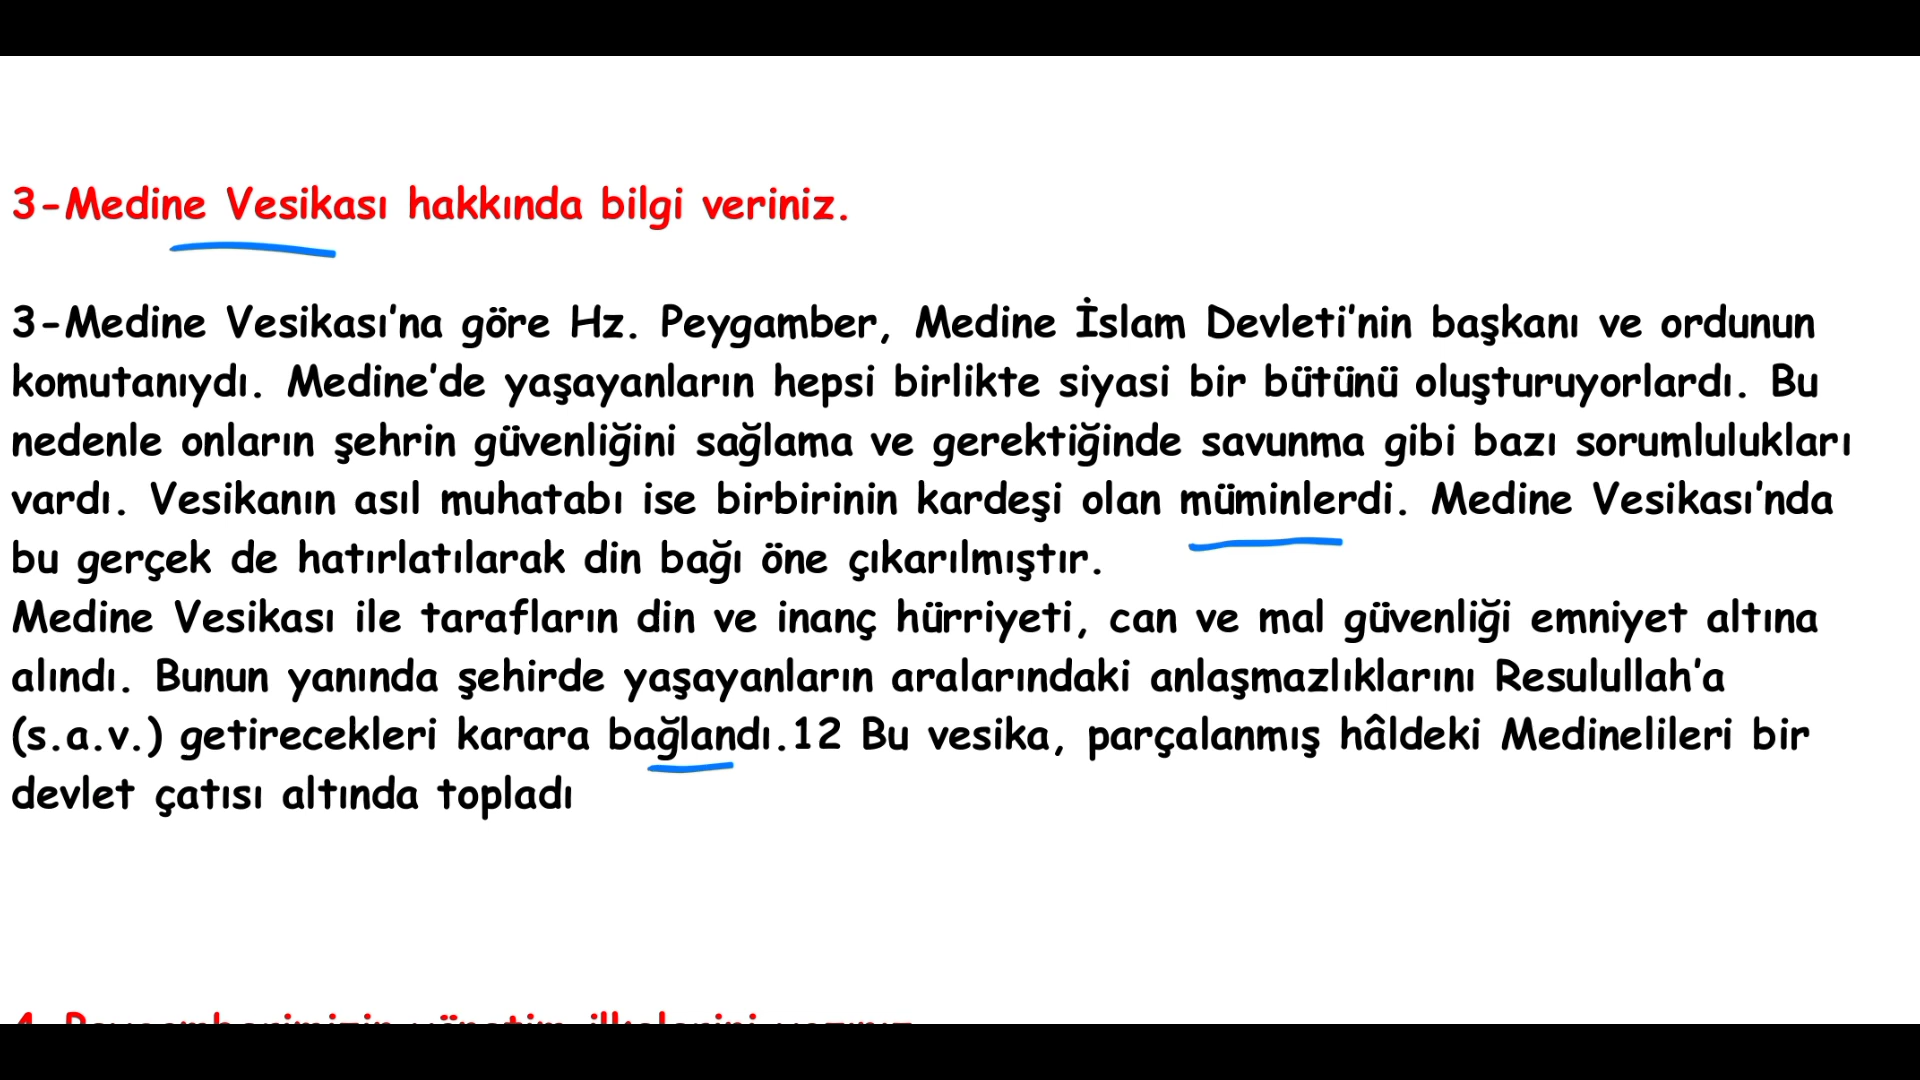 3-Medine Vesikası hakkında bilgi veriniz.
3-Medine Vesikası'na göre Hz. Peygamber, Medine İslam Devleti'nin başkanı ve ordunun
komutanıydı. Medine'de yaşayanların hepsi birlikte siyasi bir bütünü oluşturuyorlardı. Bu
nedenle onların şehrin güvenliğini sağlama ve gerektiğinde savunma gibi bazı sorumlulukları
vardı. Vesikanın asıl muhatabı ise birbirinin kardeşi olan müminlerdi. Medine Vesikası'nda
bu gerçek de hatırlatılarak din bağı öne çıkarılmıştır.
Medine Vesikası ile tarafların din ve inanç hürriyeti, can ve mal güvenliği emniyet altına
alındı. Bunun yanında şehirde yaşayanların aralarındaki anlaşmazlıklarını Resulullah'a
(s.a.v.) getirecekleri karara bağlandı.12 Bu vesika, parçalanmış hâldeki Medinelileri bir
devlet çatısı altında topladı
4-Peygamberimizin yönetim ilkelerini yazınız.